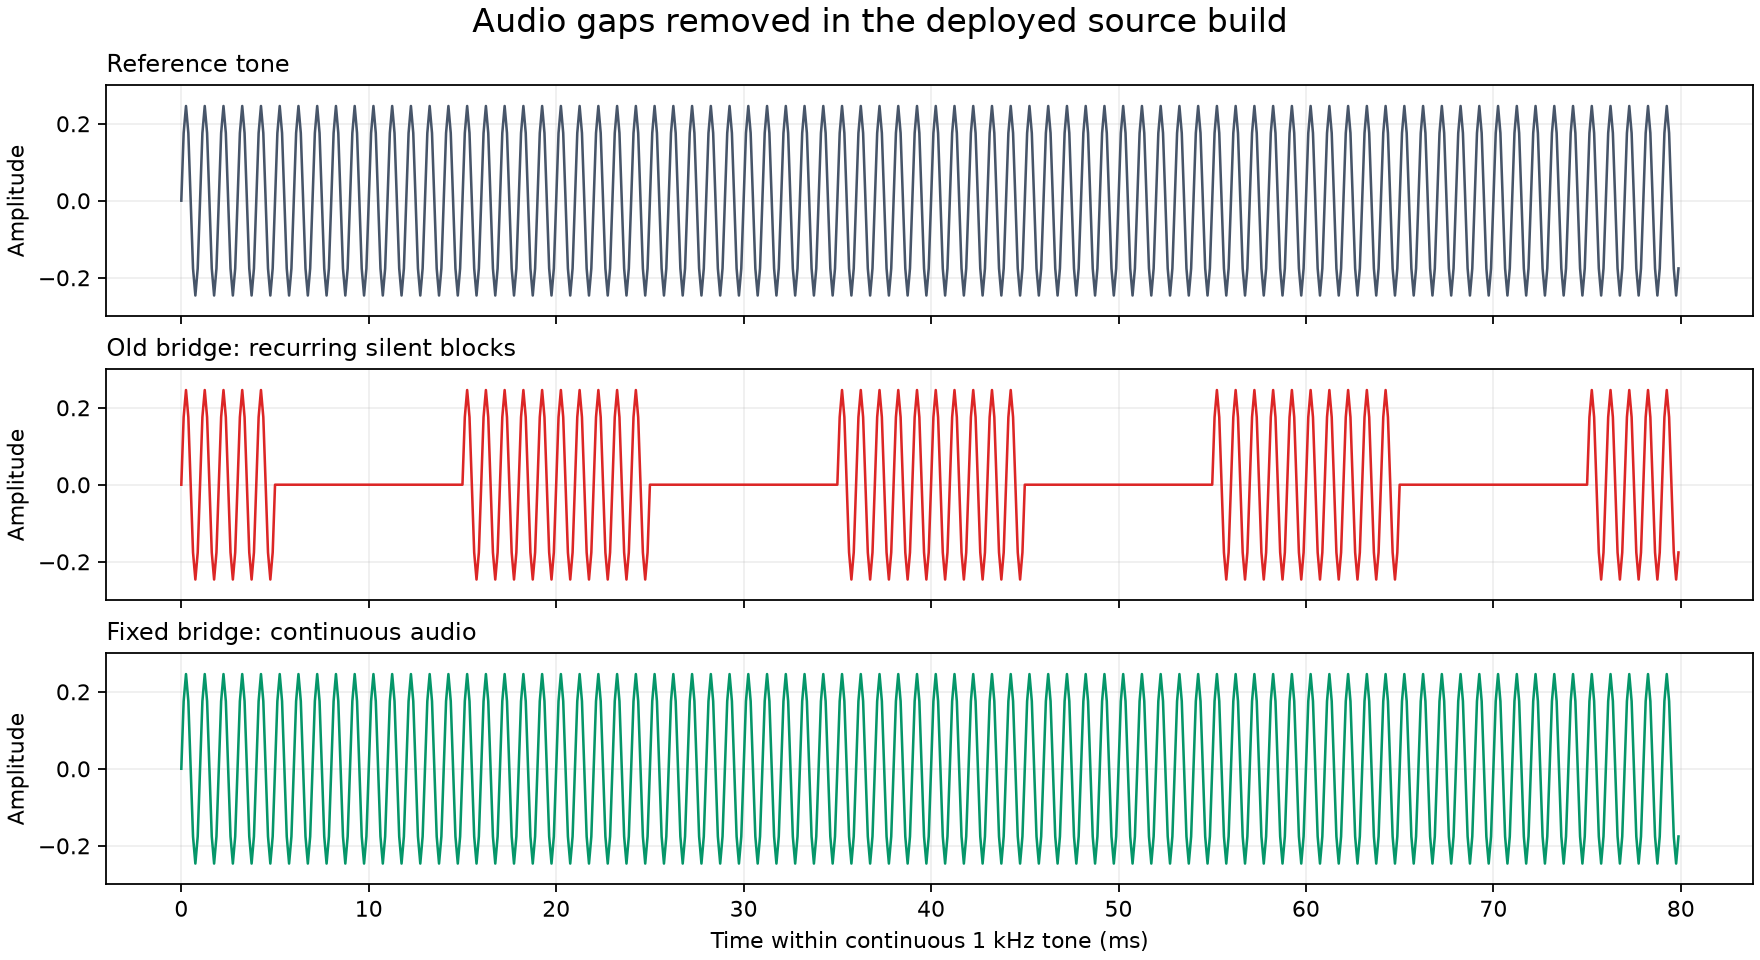 Audio gaps removed in the deployed source build
Reference tone
Amplitude
0.2
0.0
−0.2
Old bridge: recurring silent blocks
Amplitude
0.2
0.0
−0.2
Fixed bridge: continuous audio
Amplitude
0.2
0.0
−0.2
0 10 20 30 40 50 60 70 80
Time within continuous 1 kHz tone (ms)